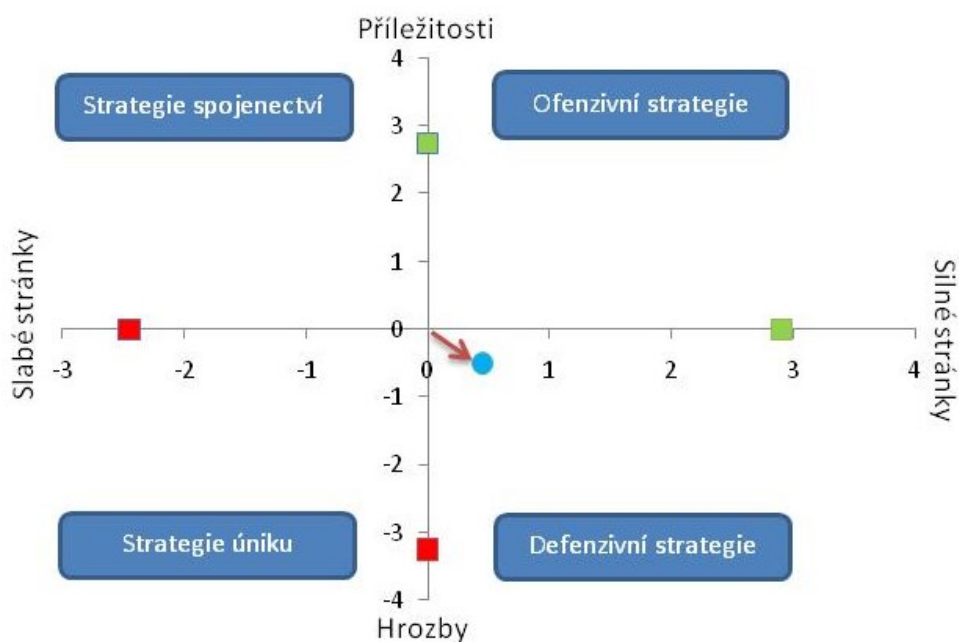 Příležitosti
4
Strategie spojenectví
Ofenzivní strategie
3
2
1
Slabé stránky
0
Silné stránky
-3 -2 -1 0 1 2 3 4
-1
-2
-3
Strategie úniku
Defenzivní strategie
-4
Hrozby